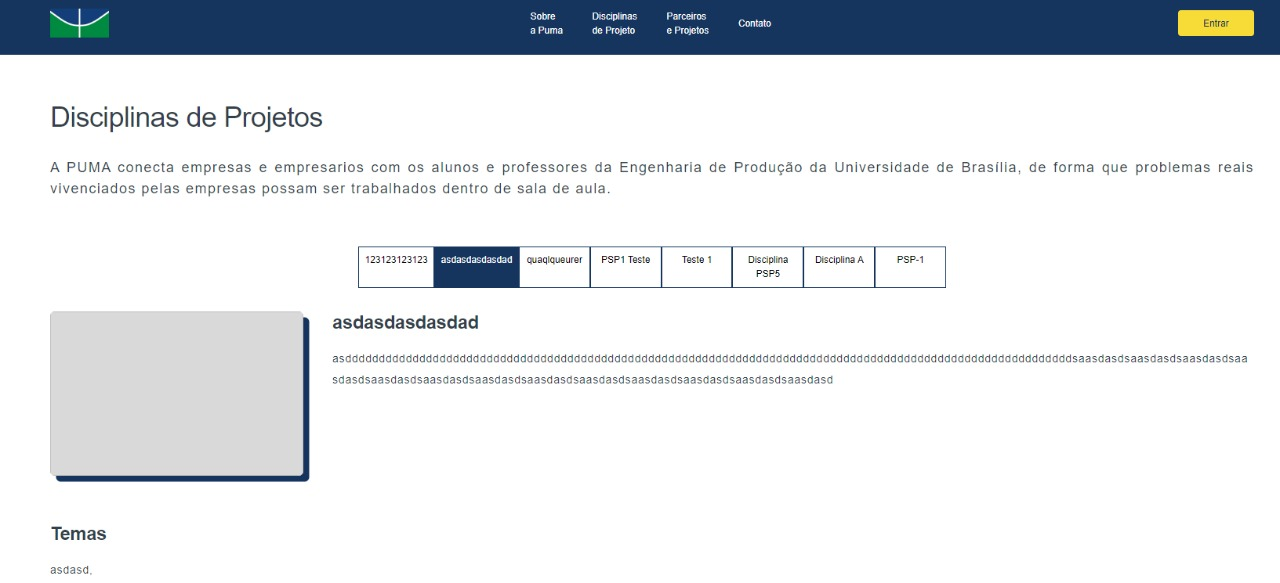 Sobre
a Puma
Disciplinas
de Projeto
Parceiros
e Projetos
Contato
Entrar
Disciplinas de Projetos
A PUMA conecta empresas e empresarios com os alunos e professores da Engenharia de Produção da Universidade de Brasília, de forma que problemas reais
vivenciados pelas empresas possam ser trabalhados dentro de sala de aula.
123123123123
asdasdasdasdad
quaqlqueurer
PSP1 Teste
Teste 1
Disciplina
PSP5
Disciplina A
PSP-1
asdasdasdasdad
Temas
asdasd,